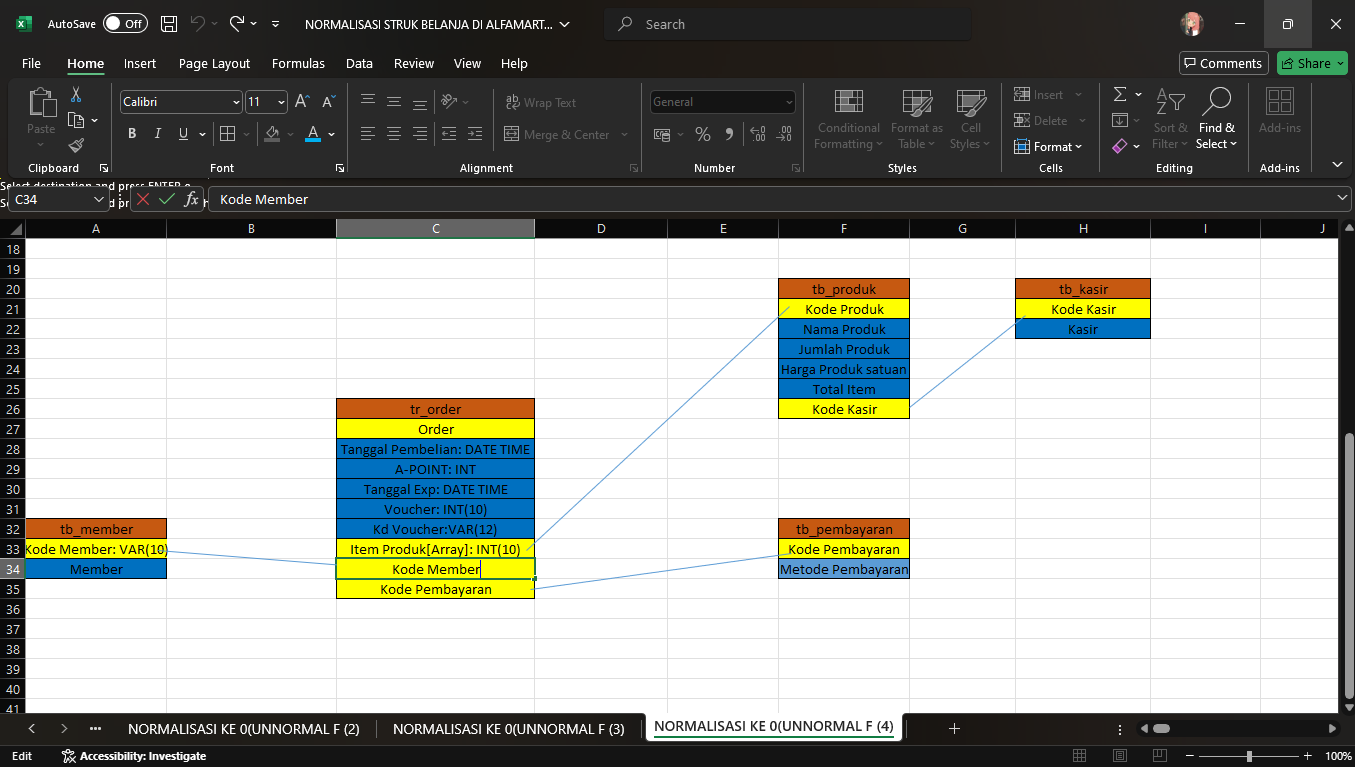 AutoSave Off NORMALISASI STRUK BELANJA DI ALFAMART... Search
File Home Insert Page Layout Formulas Data Review View Help Comments Share
Paste
Clipboard
Calibri 11
B I U A
Font
Wrap Text
Merge & Center
Alignment
General
%
Number
Conditional Formatting
Format as Table
Cell Styles
Styles
Insert
Delete
Format
Cells
Sort & Filter
Find & Select
Editing
Add-ins
Add-ins
Select destination and press ENTER
C34 fx Kode Member
A B C D E F G H I J
18
19
20 tb_produk tb_kasir
21 Kode Produk Kode Kasir
22 Nama Produk Kasir
23 Jumlah Produk
24 Harga Produk satuan
25 Total Item
26 tr_order Kode Kasir
27 Order
28 Tanggal Pembelian: DATE TIME
29 A-POINT: INT
30 Tanggal Exp: DATE TIME
31 Voucher: INT(10)
32 tb_member Kd Voucher:VAR(12) tb_pembayaran
33 Kode Member: VAR(10) Item Produk[Array]: INT(10) Kode Pembayaran
34 Member Kode Member Metode Pembayaran
35 Kode Pembayaran
36
37
38
39
40
41
... NORMALISASI KE 0(UNNORMAL F (2) NORMALISASI KE 0(UNNORMAL F (3) NORMALISASI KE 0(UNNORMAL F (4)
Edit Accessibility: Investigate 100%